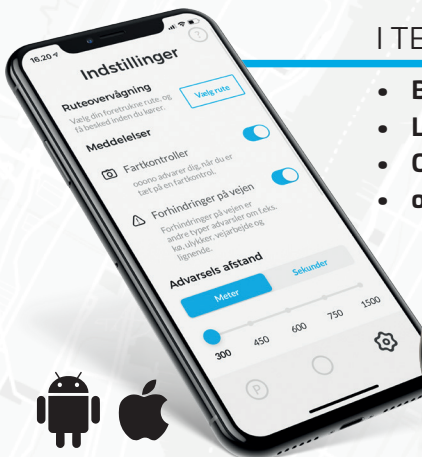 16.20
Indstillinger
Ruteovervågning
Vælg din foretrukne rute, og
få besked inden du kører.
Vælg rute
Meddelelser
Fartkontroller
ooono advarer dig, når du er
tæt på en fartkontrol.
Forhindringer på vejen
Forhindringer på vejen er
andre typer advarsler om f.eks.
kø, ulykker, vejarbejde og
lignende.
Advarsels afstand
Meter
Sekunder
300 450 600 750 1500
P
I TE
• E
• L
• 
• o